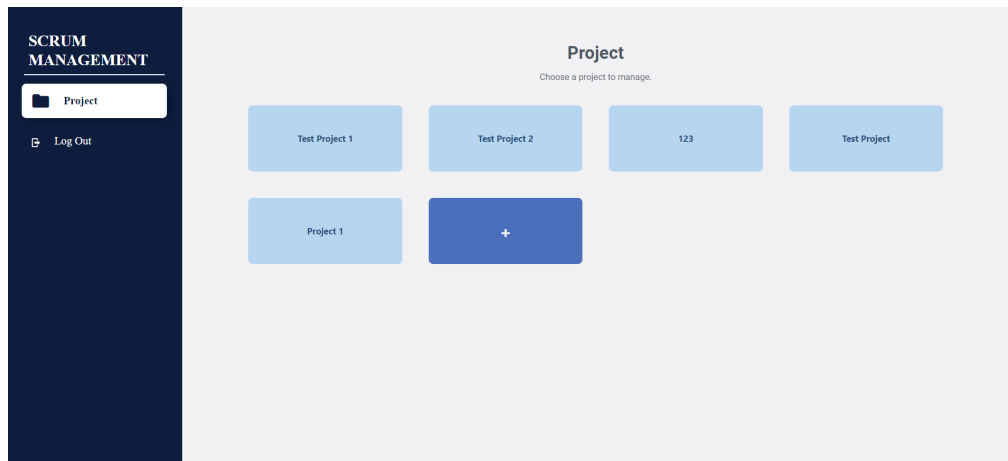 SCRUM
MANAGEMENT
Project
Log Out
Project
Choose a project to manage.
Test Project 1
Test Project 2
123
Test Project
Project 1
+